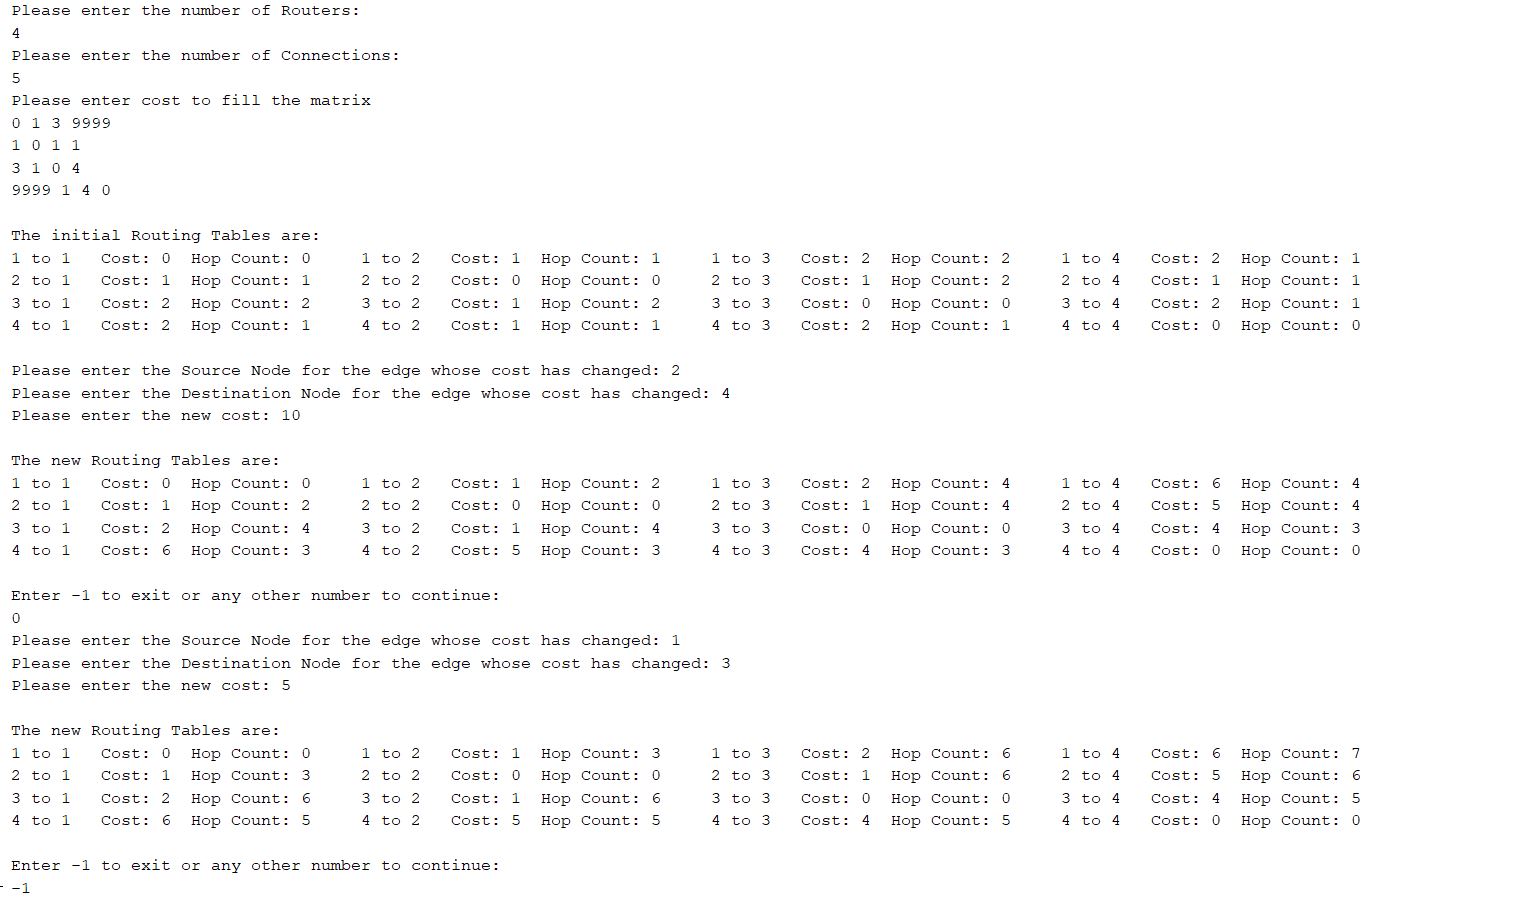 Please enter the number of Routers:
4
Please enter the number of Connections:
5
Please enter cost to fill the matrix
0 1 3 9999
1 0 1 1
3 1 0 4
9999 1 4 0

The initial Routing Tables are:
1 to 1   Cost: 0  Hop Count: 0     1 to 2   Cost: 1  Hop Count: 1     1 to 3   Cost: 2  Hop Count: 2     1 to 4   Cost: 2  Hop Count: 1
2 to 1   Cost: 1  Hop Count: 1     2 to 2   Cost: 0  Hop Count: 0     2 to 3   Cost: 1  Hop Count: 2     2 to 4   Cost: 1  Hop Count: 1
3 to 1   Cost: 2  Hop Count: 2     3 to 2   Cost: 1  Hop Count: 2     3 to 3   Cost: 0  Hop Count: 0     3 to 4   Cost: 2  Hop Count: 1
4 to 1   Cost: 2  Hop Count: 1     4 to 2   Cost: 1  Hop Count: 1     4 to 3   Cost: 2  Hop Count: 1     4 to 4   Cost: 0  Hop Count: 0

Please enter the Source Node for the edge whose cost has changed: 2
Please enter the Destination Node for the edge whose cost has changed: 4
Please enter the new cost: 10

The new Routing Tables are:
1 to 1   Cost: 0  Hop Count: 0     1 to 2   Cost: 1  Hop Count: 2     1 to 3   Cost: 2  Hop Count: 4     1 to 4   Cost: 6  Hop Count: 4
2 to 1   Cost: 1  Hop Count: 2     2 to 2   Cost: 0  Hop Count: 0     2 to 3   Cost: 1  Hop Count: 4     2 to 4   Cost: 5  Hop Count: 4
3 to 1   Cost: 2  Hop Count: 4     3 to 2   Cost: 1  Hop Count: 4     3 to 3   Cost: 0  Hop Count: 0     3 to 4   Cost: 4  Hop Count: 3
4 to 1   Cost: 6  Hop Count: 3     4 to 2   Cost: 5  Hop Count: 3     4 to 3   Cost: 4  Hop Count: 3     4 to 4   Cost: 0  Hop Count: 0

Enter -1 to exit or any other number to continue:
0
Please enter the Source Node for the edge whose cost has changed: 1
Please enter the Destination Node for the edge whose cost has changed: 3
Please enter the new cost: 5

The new Routing Tables are:
1 to 1   Cost: 0  Hop Count: 0     1 to 2   Cost: 1  Hop Count: 3     1 to 3   Cost: 2  Hop Count: 6     1 to 4   Cost: 6  Hop Count: 7
2 to 1   Cost: 1  Hop Count: 3     2 to 2   Cost: 0  Hop Count: 0     2 to 3   Cost: 1  Hop Count: 6     2 to 4   Cost: 5  Hop Count: 6
3 to 1   Cost: 2  Hop Count: 6     3 to 2   Cost: 1  Hop Count: 6     3 to 3   Cost: 0  Hop Count: 0     3 to 4   Cost: 4  Hop Count: 5
4 to 1   Cost: 6  Hop Count: 5     4 to 2   Cost: 5  Hop Count: 5     4 to 3   Cost: 4  Hop Count: 5     4 to 4   Cost: 0  Hop Count: 0

Enter -1 to exit or any other number to continue:
-1